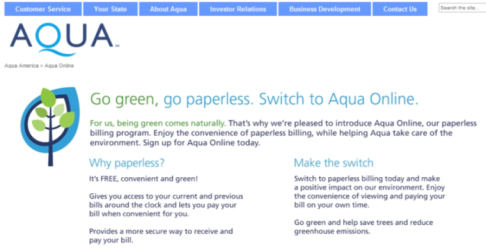 Customer Service Your State About Aqua Investor Relations Business Development Contact Us Search the site...
AQUA
Aqua America > Aqua Online
Go green, go paperless. Switch to Aqua Online.
For us, being green comes naturally. That's why we're pleased to introduce Aqua Online, our paperless
billing program. Enjoy the convenience of paperless billing, while helping Aqua take care of the
environment. Sign up for Aqua Online today.
Why paperless?
It's FREE, convenient and green!
Gives you access to your current and previous
bills around the clock and lets you pay your
bill when convenient for you.
Provides a more secure way to receive and
pay your bill.
Make the switch
Switch to paperless billing today and make
a positive impact on our environment. Enjoy
the convenience of viewing and paying your
bill on your own time.
Go green and help save trees and reduce
greenhouse emissions.